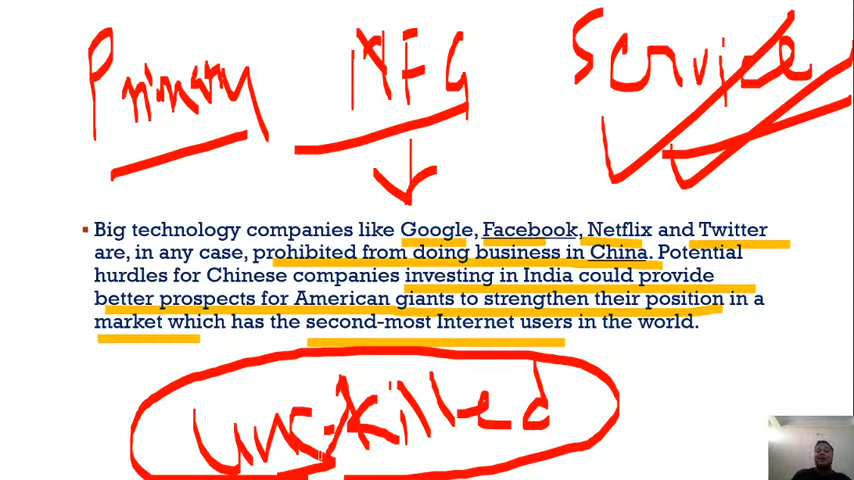 Primary MFG Service
Big technology companies like Google, Facebook, Netflix and Twitter
are, in any case, prohibited from doing business in China. Potential
hurdles for Chinese companies investing in India could provide
better prospects for American giants to strengthen their position in a
market which has the second-most Internet users in the world.
Uns-killed